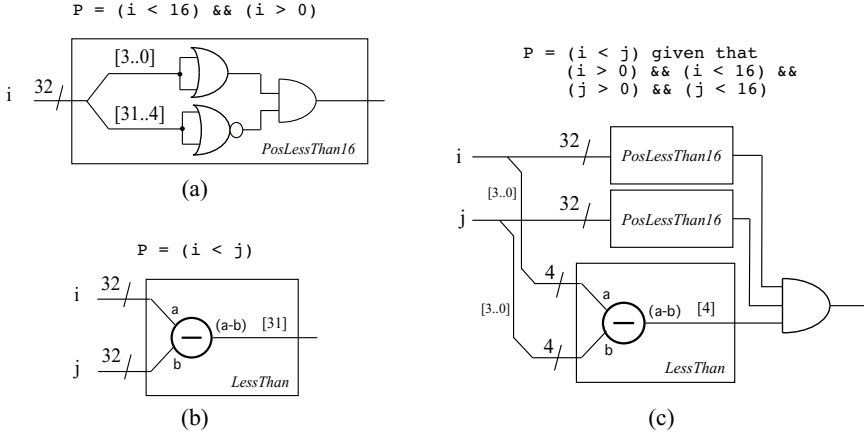 P = (i < 16) && (i > 0)
i
32
[3..0]
[31..4]
PosLessThan16
(a)
P = (i < j)
i
32
a
(a-b)
[31]
j
32
b
LessThan
(b)
P = (i < j) given that
(i > 0) && (i < 16) &&
(j > 0) && (j < 16)
i
32
PosLessThan16
[3..0]
j
32
PosLessThan16
4
a
(a-b)
[4]
[3..0]
4
b
LessThan
(c)